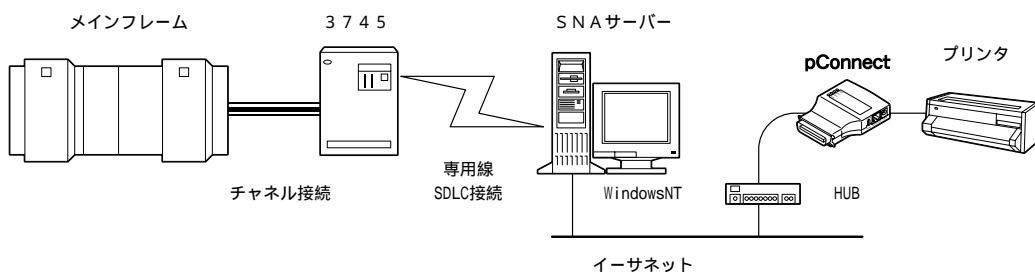 メインフレーム
３７４５
ＳＮＡサーバー
pConnect
プリンタ
チャネル接続
専用線
SDLC接続
WindowsNT
HUB
イーサネット